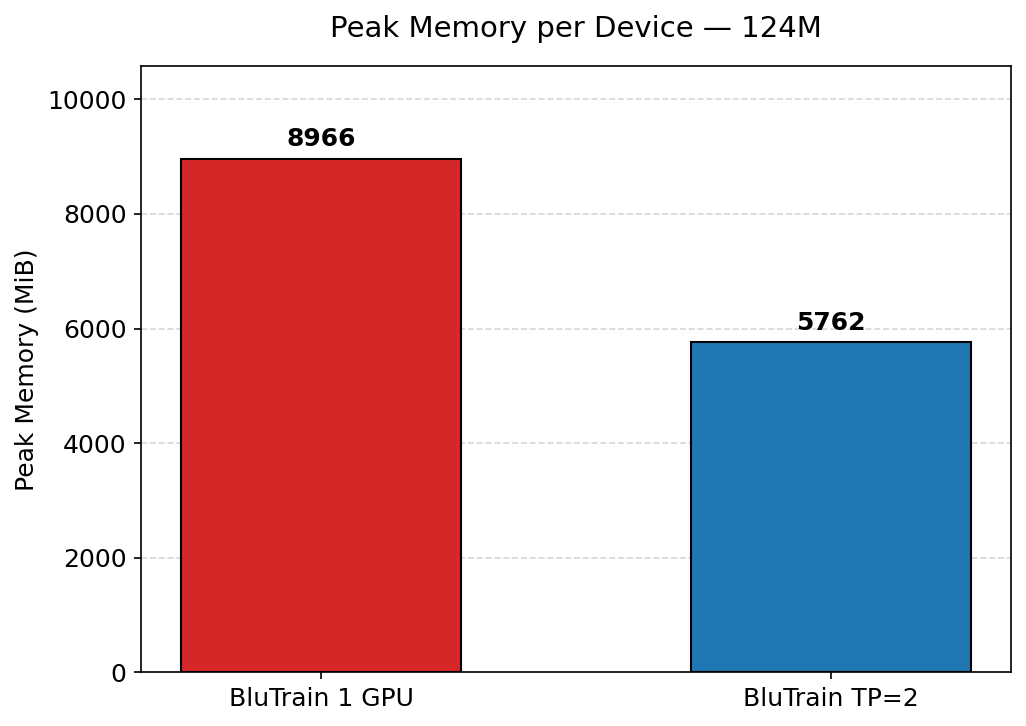 Peak Memory per Device — 124M
Peak Memory (MiB)
10000
8000
6000
4000
2000
0
8966
5762
BluTrain 1 GPU
BluTrain TP=2